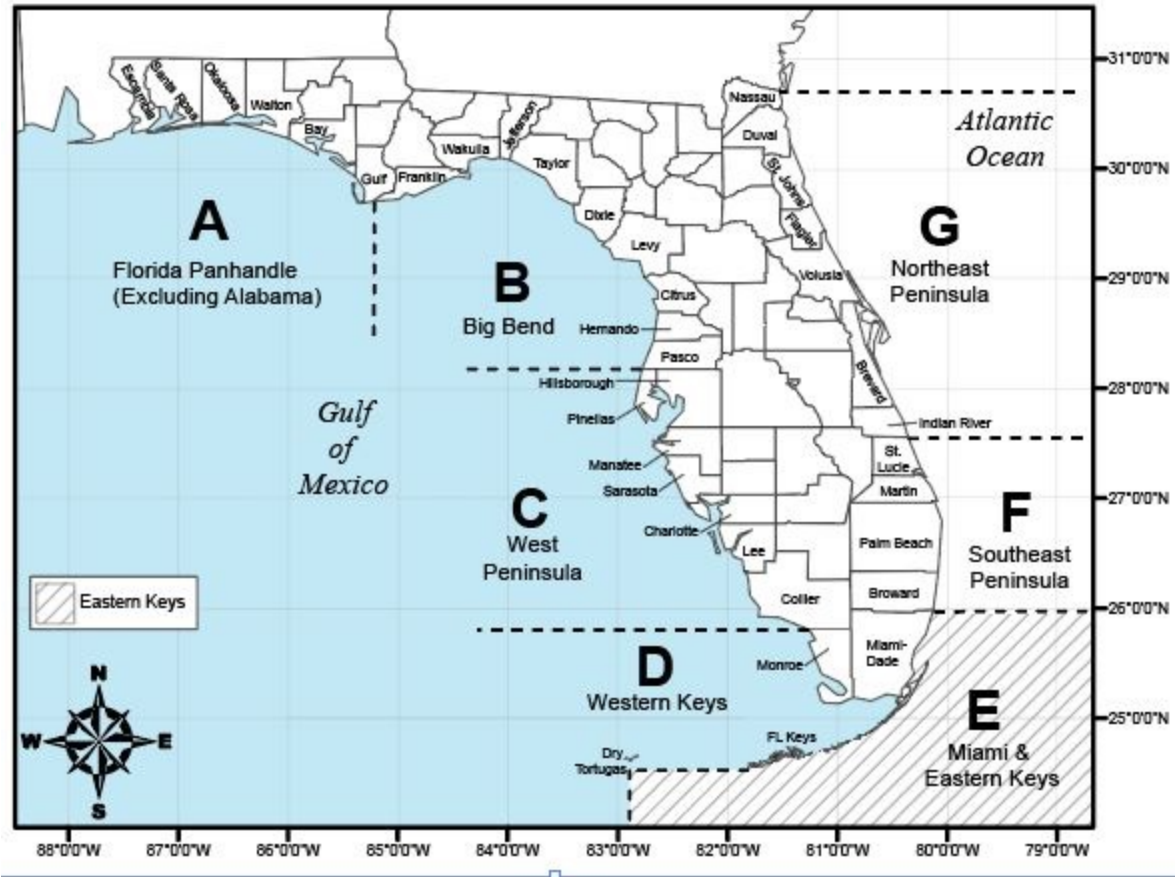 Escambia
Santa Rosa
Okaloosa
Walton
Bay
Gulf
Franklin
Wakulla
Jefferson
Taylor
Dixie
Levy
Citrus
Hernando
Pasco
Hillsborough
Pinellas
Manatee
Sarasota
Charlotte
Lee
Collier
Monroe
Nassau
Duval
St. Johns
Flagler
Volusia
Brevard
Indian River
St.
Lucie
Martin
Palm Beach
Broward
Miami-
Dade
FL Keys
Dry
Tortugas
A
Florida Panhandle
(Excluding Alabama)
B
Big Bend
C
West
Peninsula
D
Western Keys
E
Miami &
Eastern Keys
F
Southeast
Peninsula
G
Northeast
Peninsula
Atlantic
Ocean
Gulf
of
Mexico
Eastern Keys
N
W
E
S
31°0'0"N
30°0'0"N
29°0'0"N
28°0'0"N
27°0'0"N
26°0'0"N
25°0'0"N
88°0'0"W
87°0'0"W
86°0'0"W
85°0'0"W
84°0'0"W
83°0'0"W
82°0'0"W
81°0'0"W
80°0'0"W
79°0'0"W